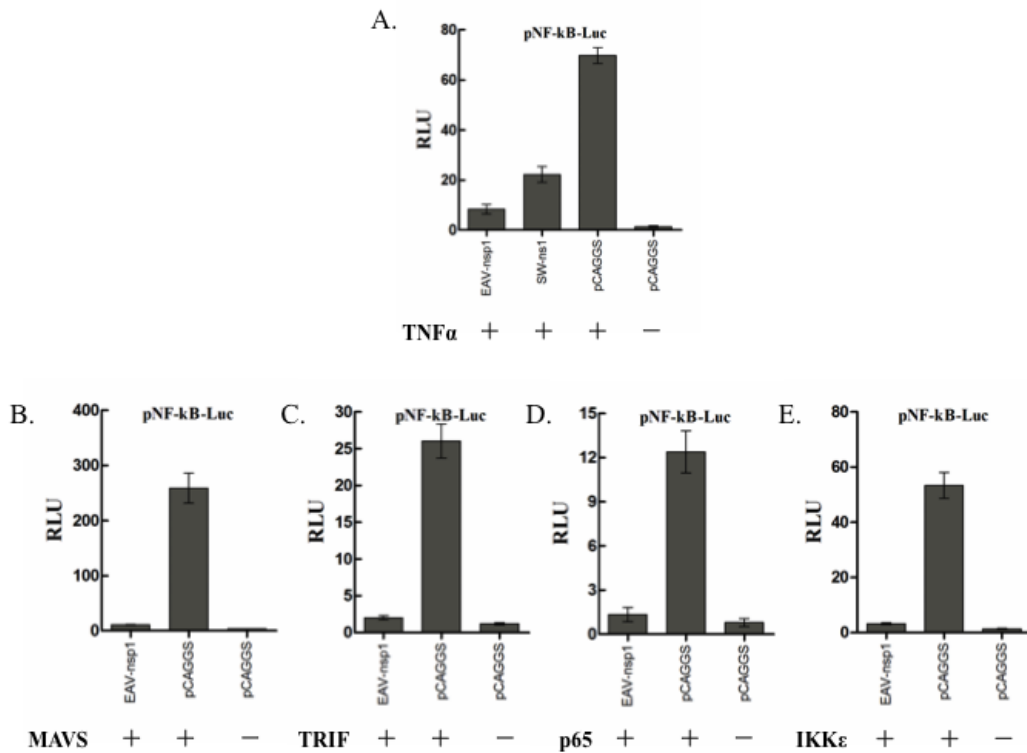 A.
pNF-kB-Luc
RLU
80
60
40
20
0
EAV-nsp1
SW-ns1
pCAGGS
pCAGGS
TNFα + + + −
B.
pNF-kB-Luc
RLU
400
300
200
100
0
EAV-nsp1
pCAGGS
pCAGGS
MAVS + + −
C.
pNF-kB-Luc
RLU
30
25
20
15
10
5
0
EAV-nsp1
pCAGGS
pCAGGS
TRIF + + −
D.
pNF-kB-Luc
RLU
15
12
9
6
3
0
EAV-nsp1
pCAGGS
pCAGGS
p65 + + −
E.
pNF-kB-Luc
RLU
80
60
40
20
0
EAV-nsp1
pCAGGS
pCAGGS
IKKε + + −